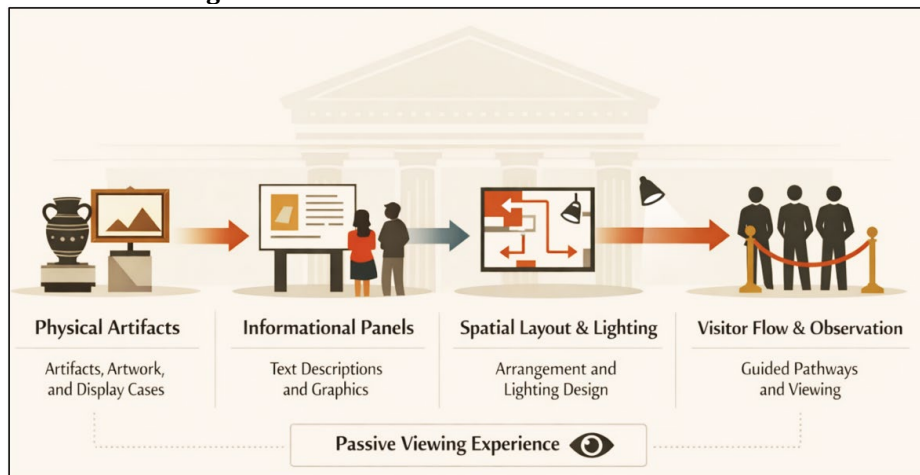 Physical Artifacts
Artifacts, Artwork,
and Display Cases
Informational Panels
Text Descriptions
and Graphics
Spatial Layout & Lighting
Arrangement and
Lighting Design
Visitor Flow & Observation
Guided Pathways
and Viewing
Passive Viewing Experience